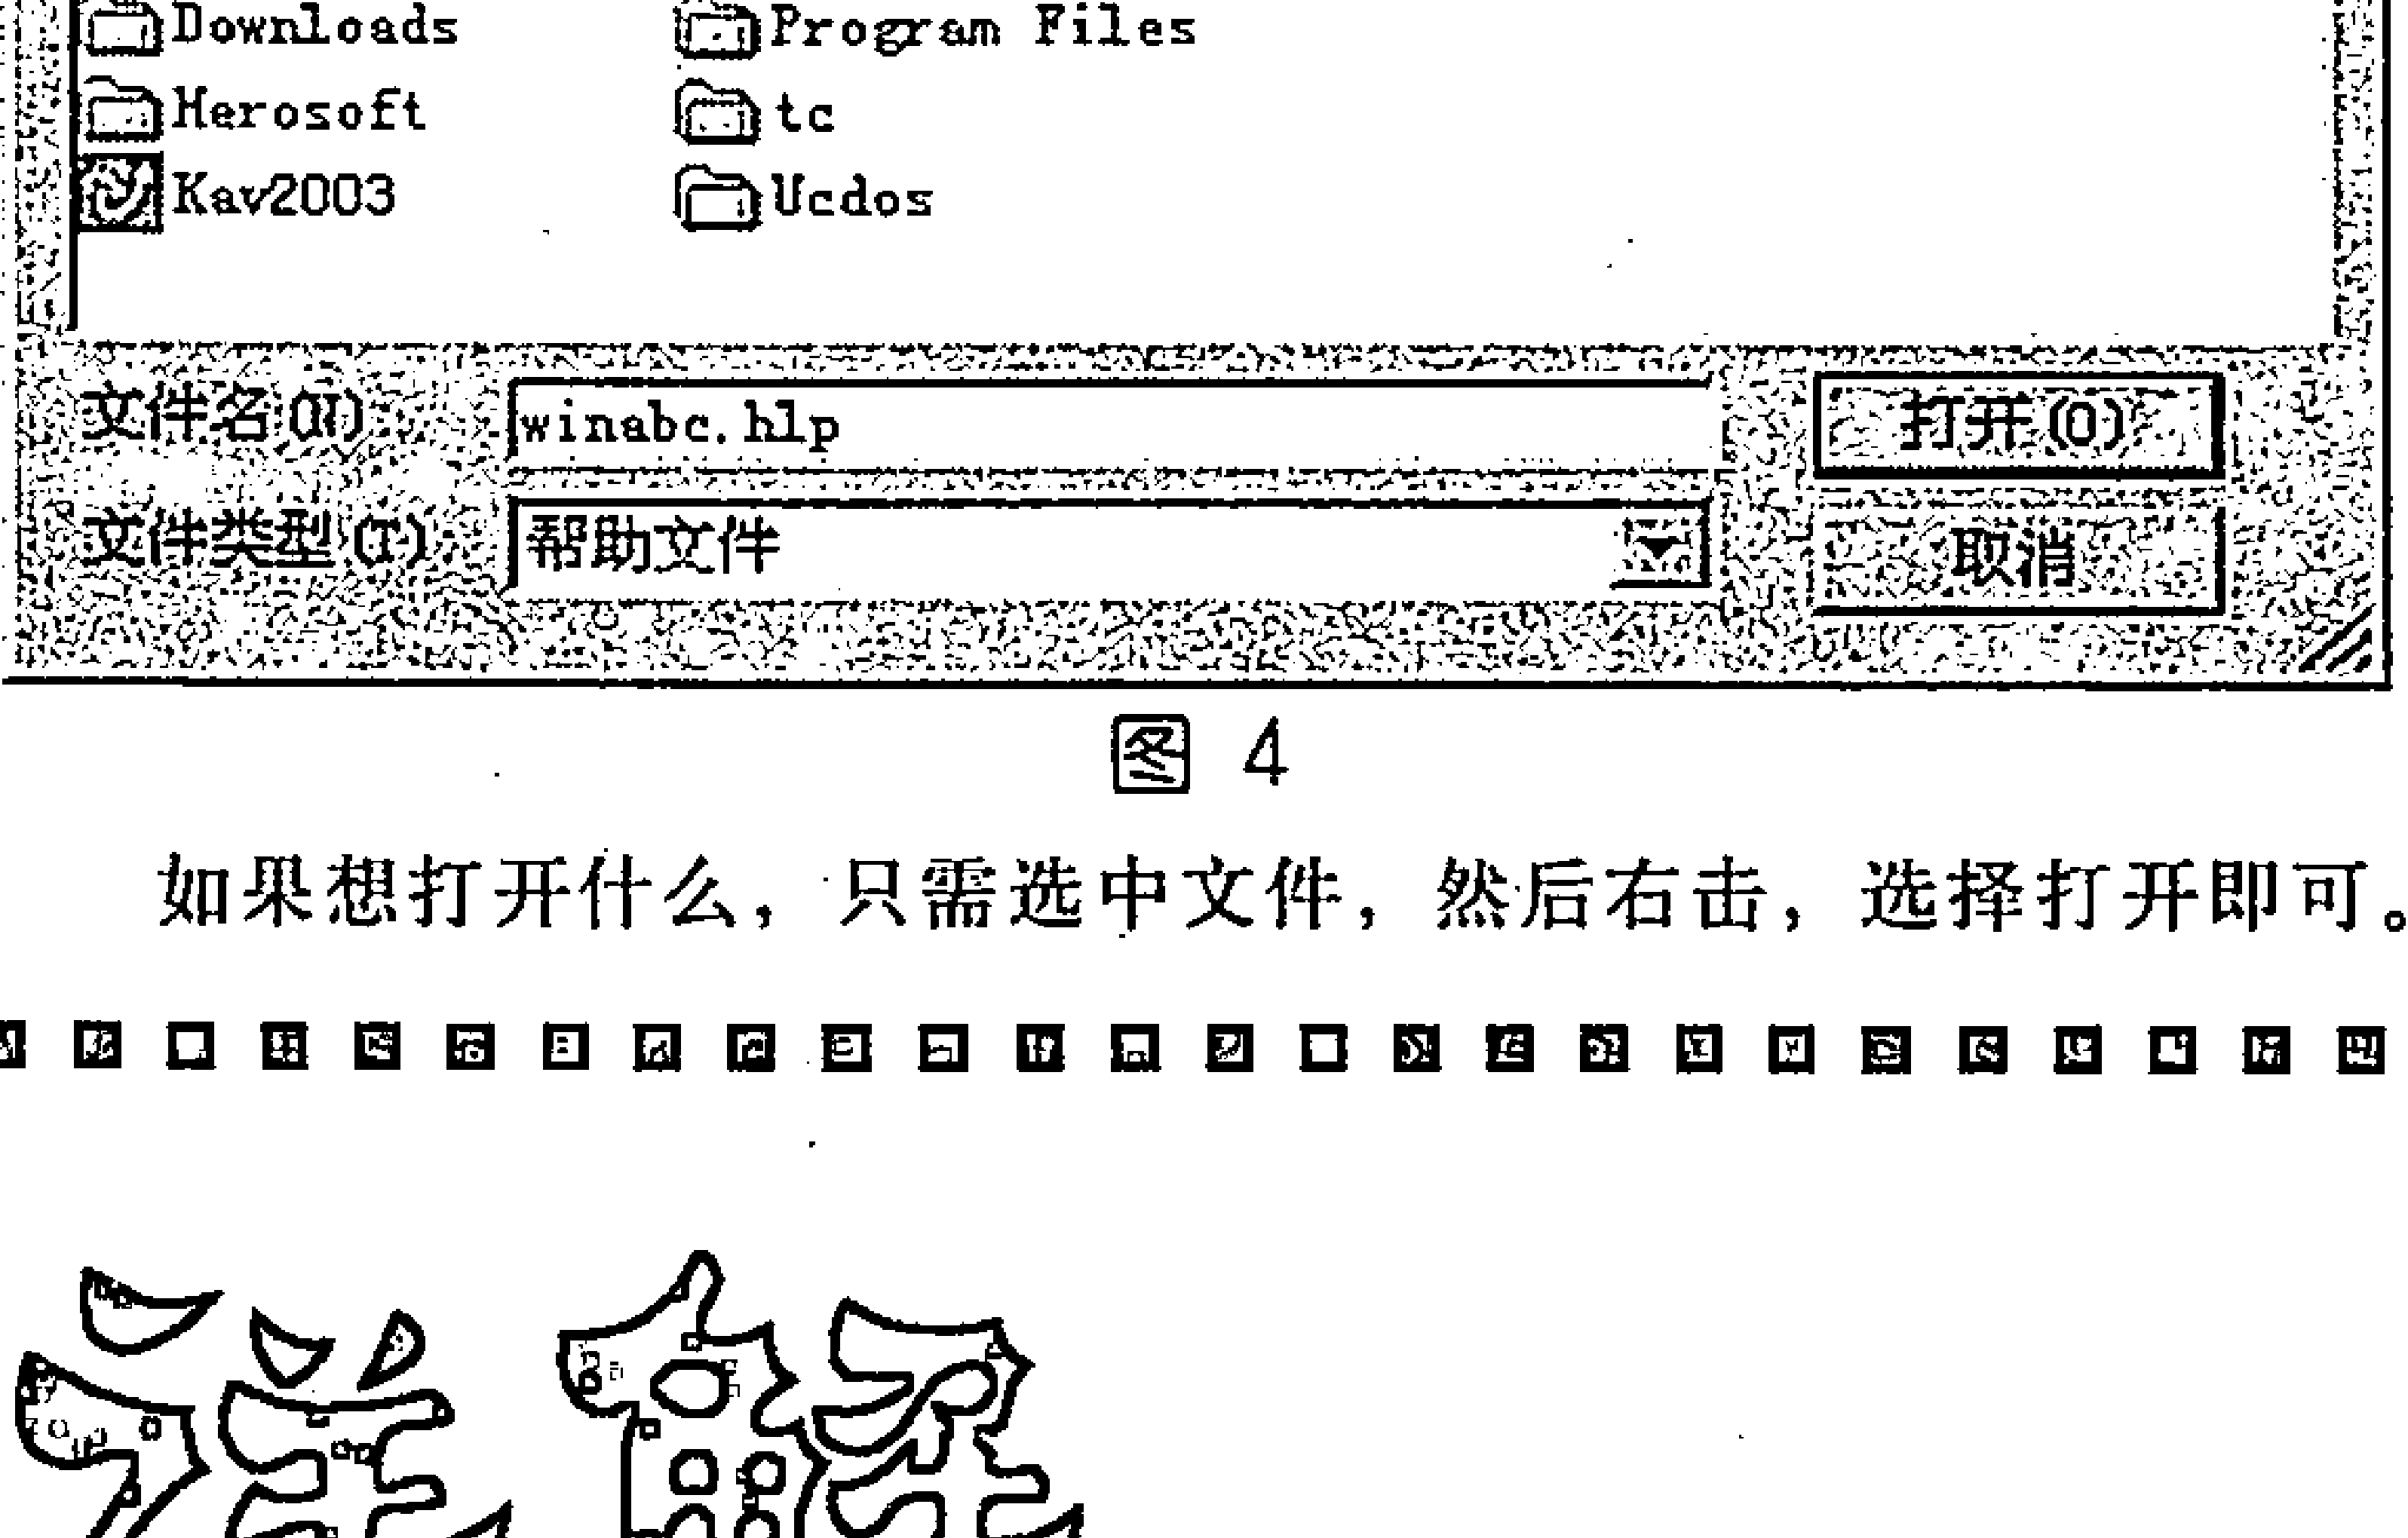 Downloads Program Files
Herosoft tc
Kav2003 Ucdos
文件名(N) winabc.hlp 打开(O)
文件类型(T) 帮助文件 取消
图 4
如果想打开什么，只需选中文件，然后右击，选择打开即可。